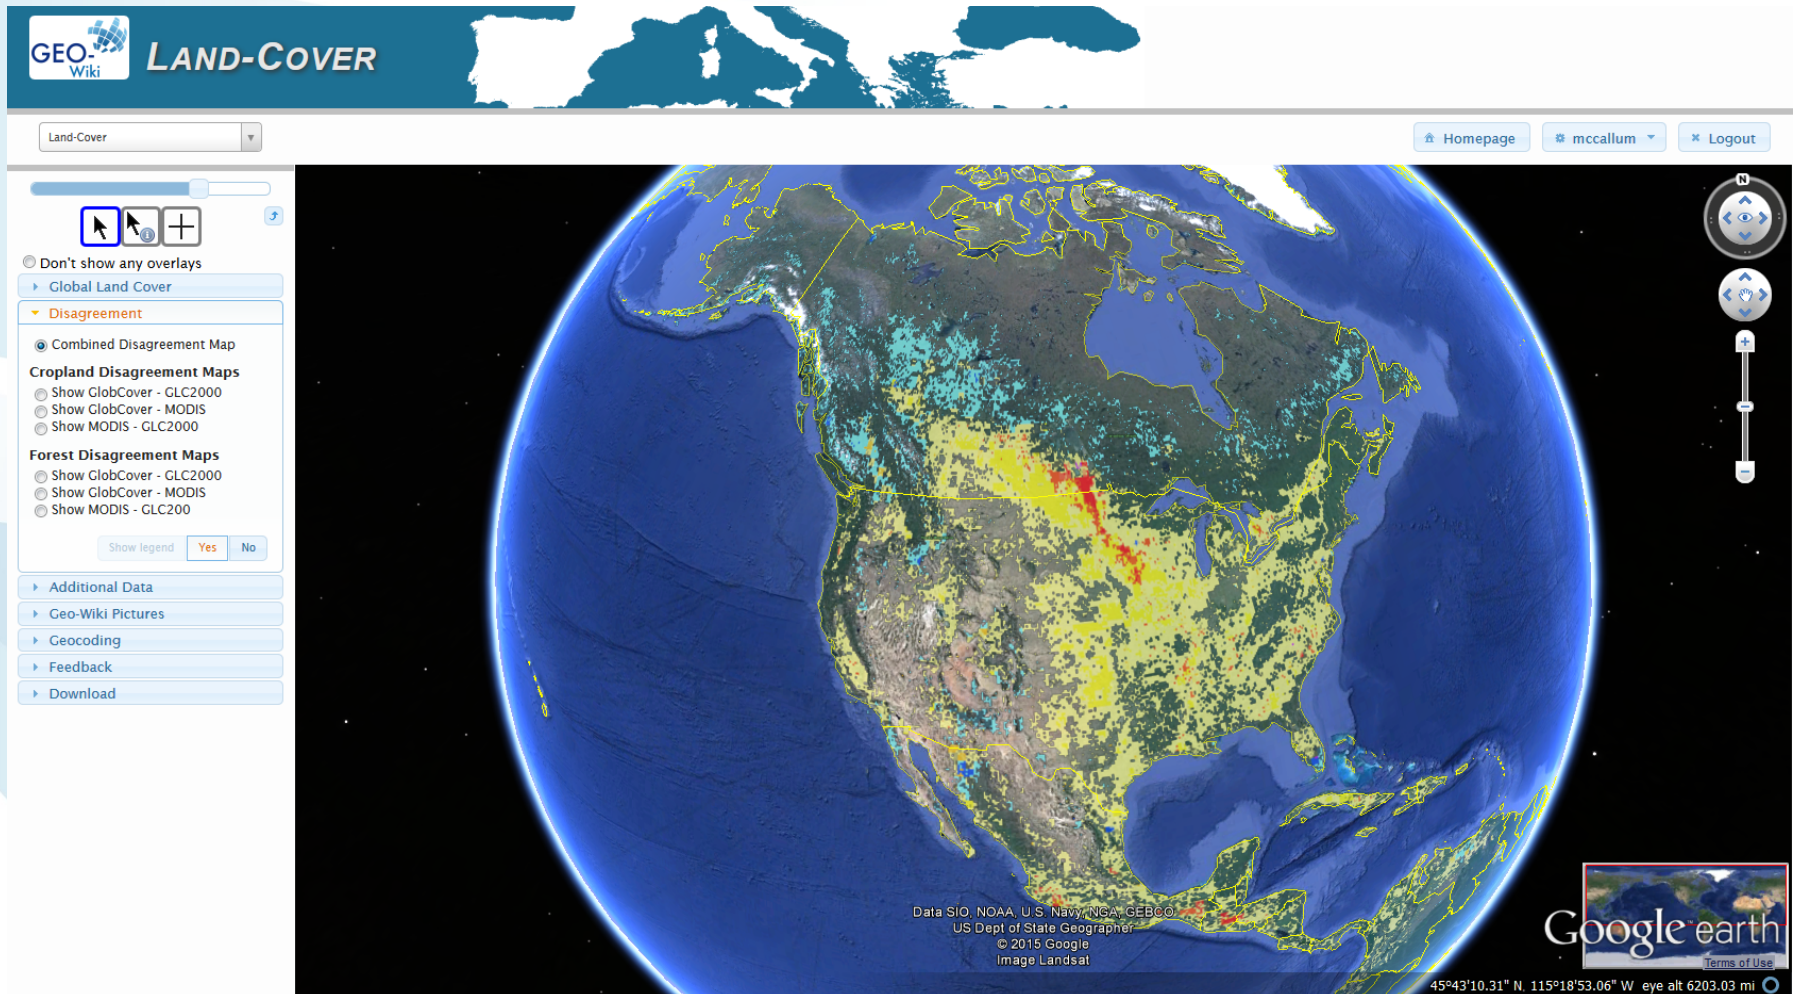 GEO-
Wiki
LAND-COVER
Land-Cover
Homepage
mccallum
Logout
Don't show any overlays
Global Land Cover
Disagreement
Combined Disagreement Map
Cropland Disagreement Maps
Show GlobCover - GLC2000
Show GlobCover - MODIS
Show MODIS - GLC2000
Forest Disagreement Maps
Show GlobCover - GLC2000
Show GlobCover - MODIS
Show MODIS - GLC200
Show legend Yes No
Additional Data
Geo-Wiki Pictures
Geocoding
Feedback
Download
N
Data SIO, NOAA, U.S. Navy, NGA, GEBCO
US Dept of State Geographer
© 2015 Google
Image Landsat
Google earth
Terms of Use
45°43'10.31" N, 115°18'53.06" W eye alt 6203.03 mi